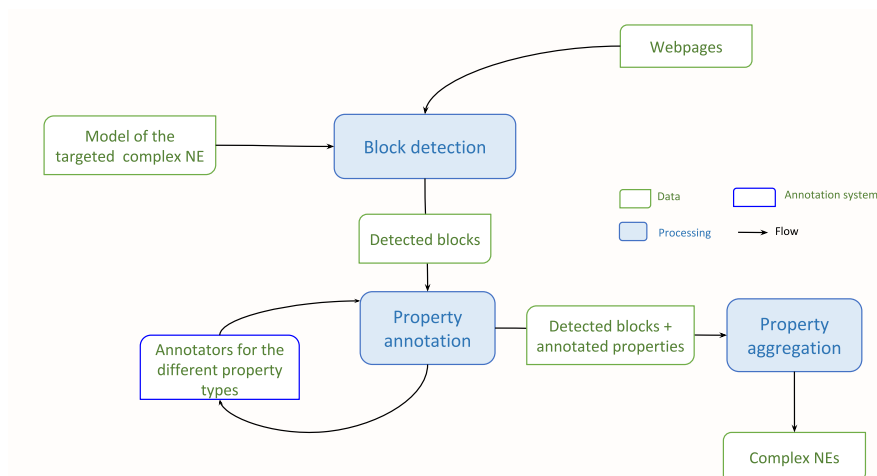 Webpages
Model of the
targeted complex NE
Block detection
Data
Annotation system
Processing
Flow
Detected blocks
Property
annotation
Detected blocks +
annotated properties
Property
aggregation
Annotators for the
different property
types
Complex NEs